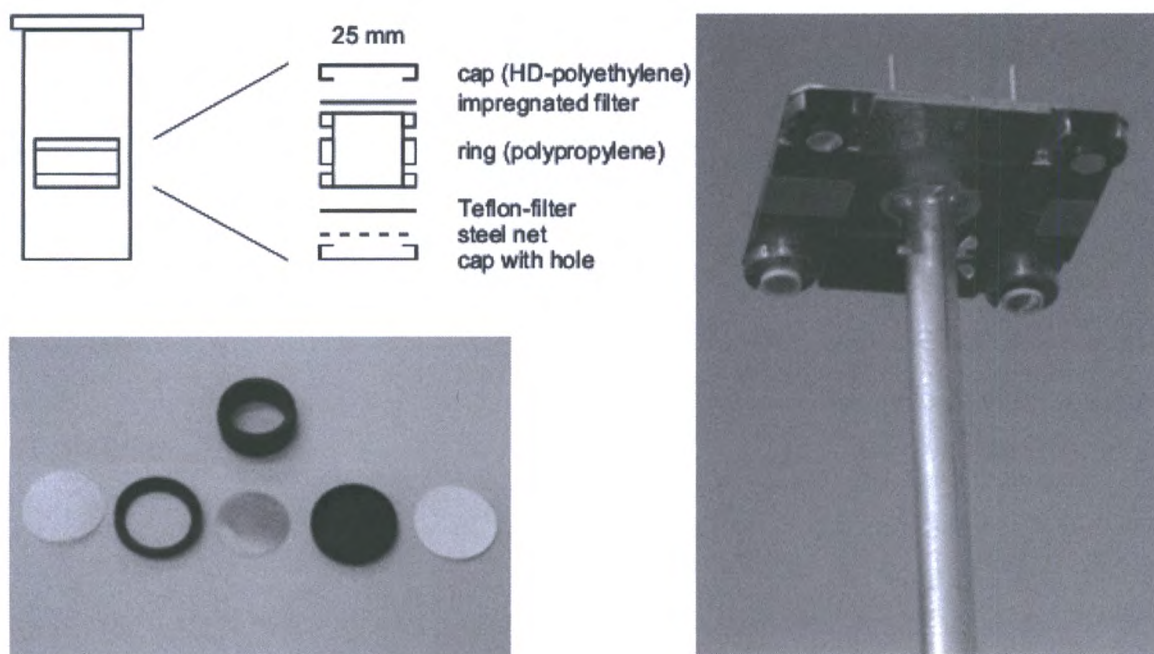 25 mm
cap (HD-polyethylene)
impregnated filter
ring (polypropylene)
Teflon-filter
steel net
cap with hole